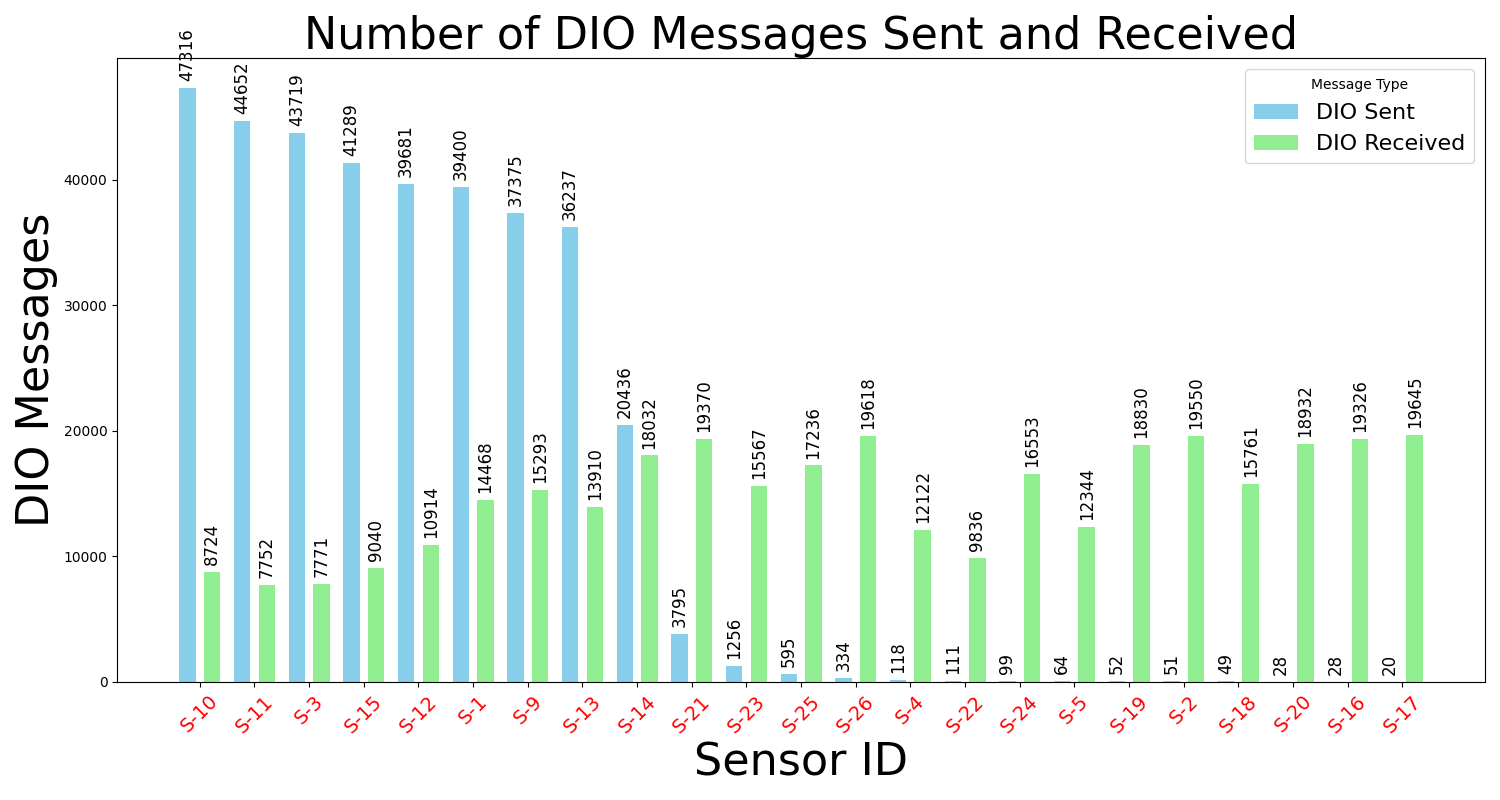 Number of DIO Messages Sent and Received
Message Type
DIO Sent
DIO Received
DIO Messages
40000
30000
20000
10000
0
47316
8724
44652
7752
43719
7771
41289
9040
39681
10914
39400
14468
37375
15293
36237
13910
20436
18032
3795
19370
1256
15567
595
17236
334
19618
118
12122
111
9836
99
16553
64
12344
52
18830
51
19550
49
15761
28
18932
28
19326
20
19645
S-10
S-11
S-3
S-15
S-12
S-1
S-9
S-13
S-14
S-21
S-23
S-25
S-26
S-4
S-22
S-24
S-5
S-19
S-2
S-18
S-20
S-16
S-17
Sensor ID